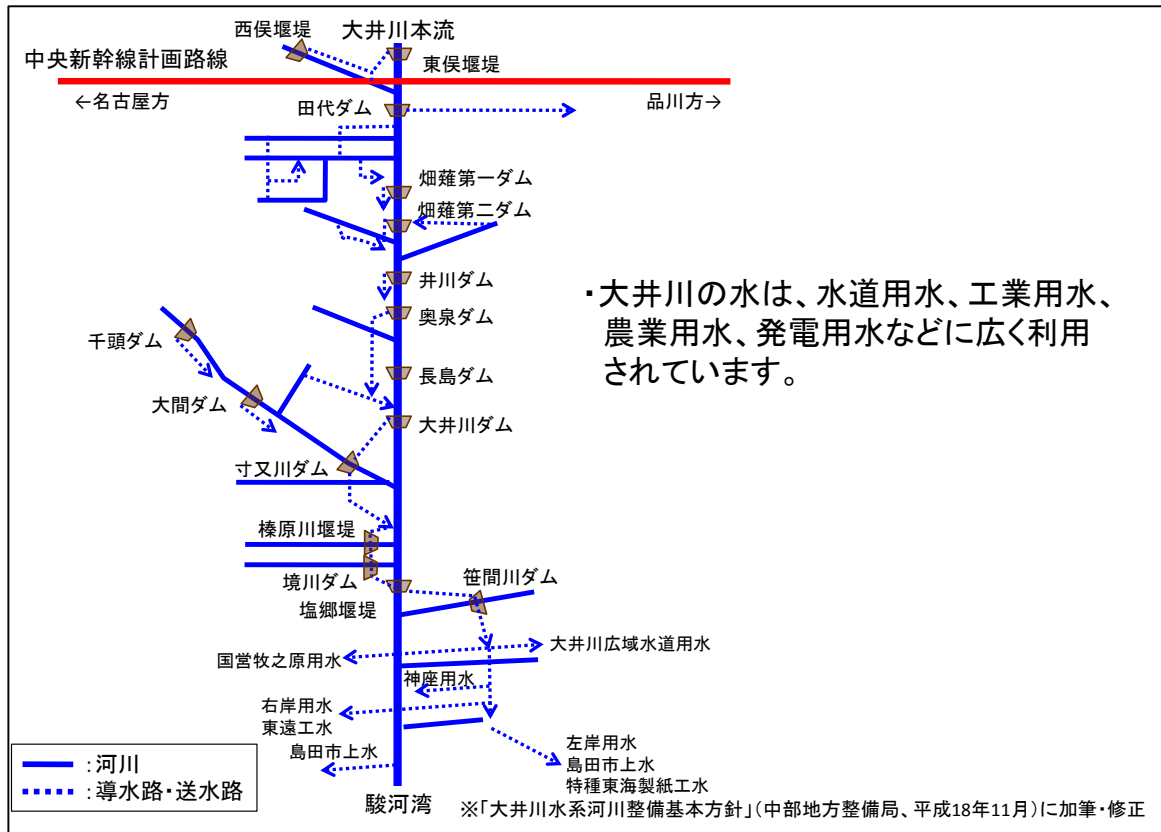 西俣堰堤
大井川本流
中央新幹線計画路線
東俣堰堤
←名古屋方
品川方→
田代ダム
畑薙第一ダム
畑薙第二ダム
井川ダム
・大井川の水は、水道用水、工業用水、
農業用水、発電用水などに広く利用
されています。
奥泉ダム
千頭ダム
長島ダム
大間ダム
大井川ダム
寸又川ダム
榛原川堰堤
境川ダム
笹間川ダム
塩郷堰堤
大井川広域水道用水
国営牧之原用水
神座用水
右岸用水
東遠工水
島田市上水
左岸用水
島田市上水
特種東海製紙工水
:河川
:導水路・送水路
駿河湾
※「大井川水系河川整備基本方針」(中部地方整備局、平成18年11月)に加筆・修正